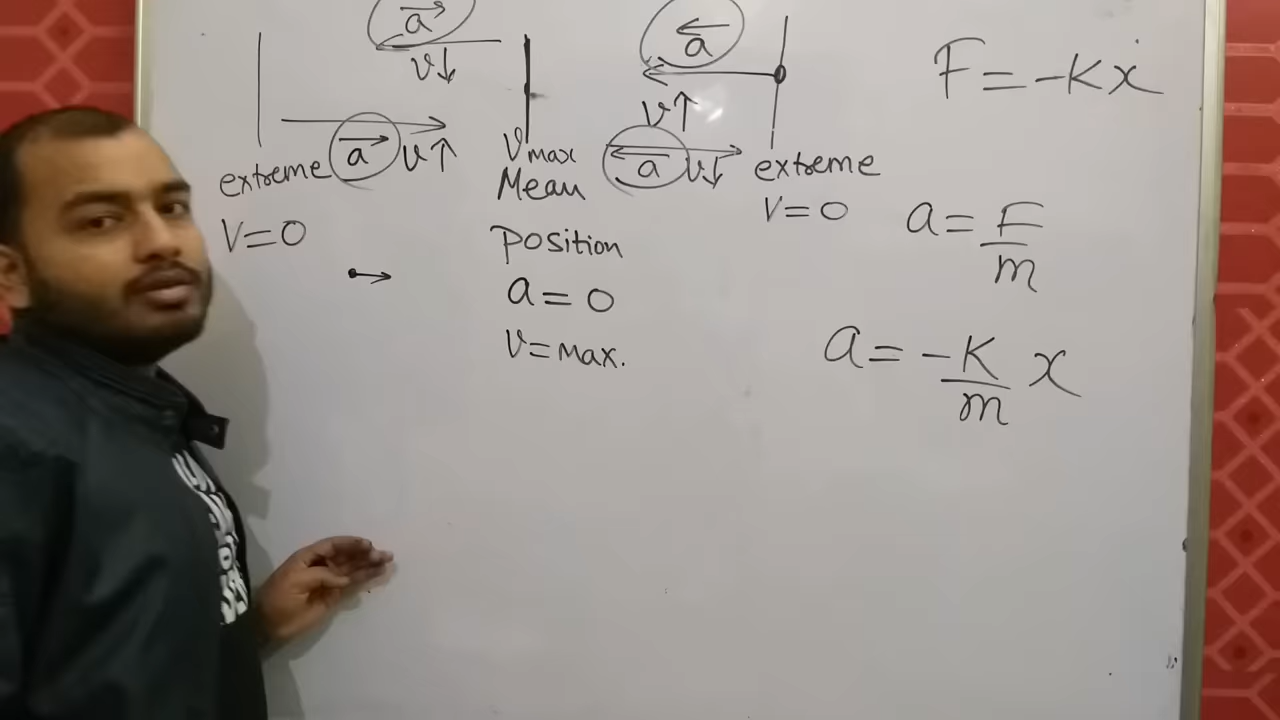 a
a
v↓
v↑
F = -Kx
extreme
a
v↑
Vmax
Mean
a
v↓
extreme
V = 0
position
V = 0
a = F/m
a = 0
v = max.
a = -K/m x